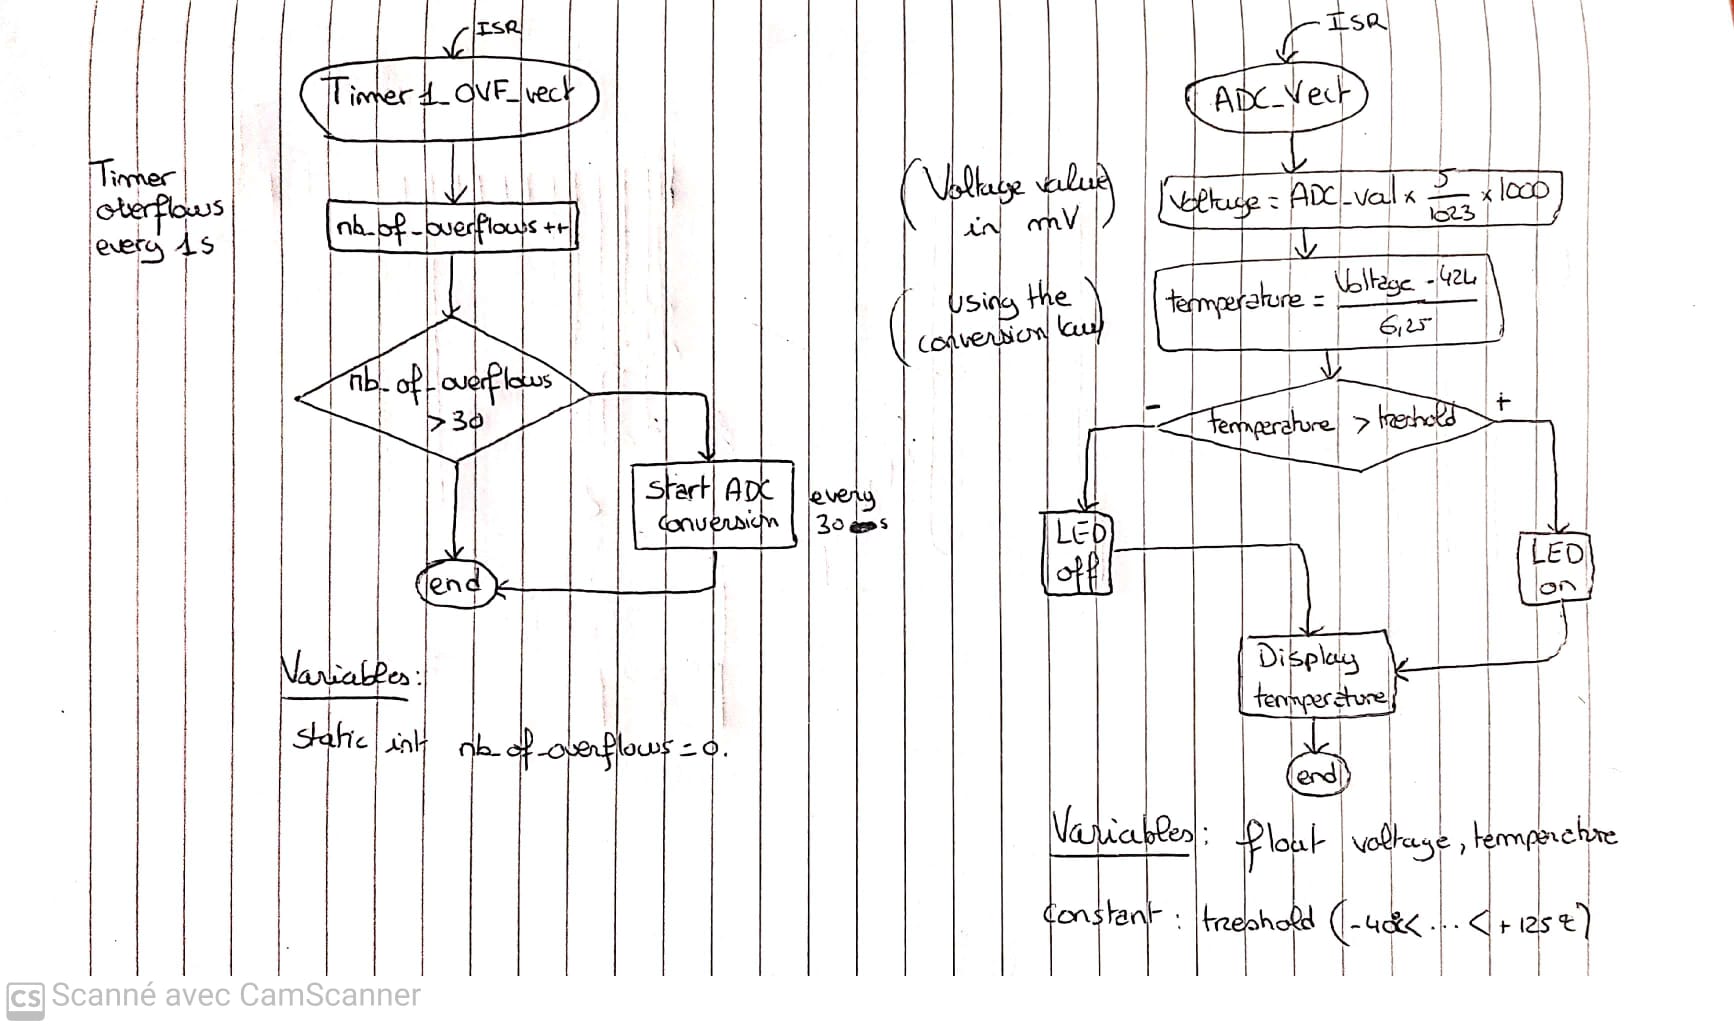 ISR
Timer 1_OVF_vect
Timer
overflows
every 1s
nb_of_overflows++
nb_of_overflows
>30
start ADC
conversion
every
30 s
end
Variables:
static int nb_of_overflows=0.
ISR
ADC_Vect
(Voltage value
in mV)
Voltage = ADC_val x 5/1023 x 1000
(using the
conversion law)
temperature = Voltage - 424 / 6,25
temperature > treshold
-
+
LED
off
LED
on
Display
temperature
end
Variables: float voltage, temperature
constant: treshold (-40°C< ... < +125°C)
CS Scanné avec CamScanner